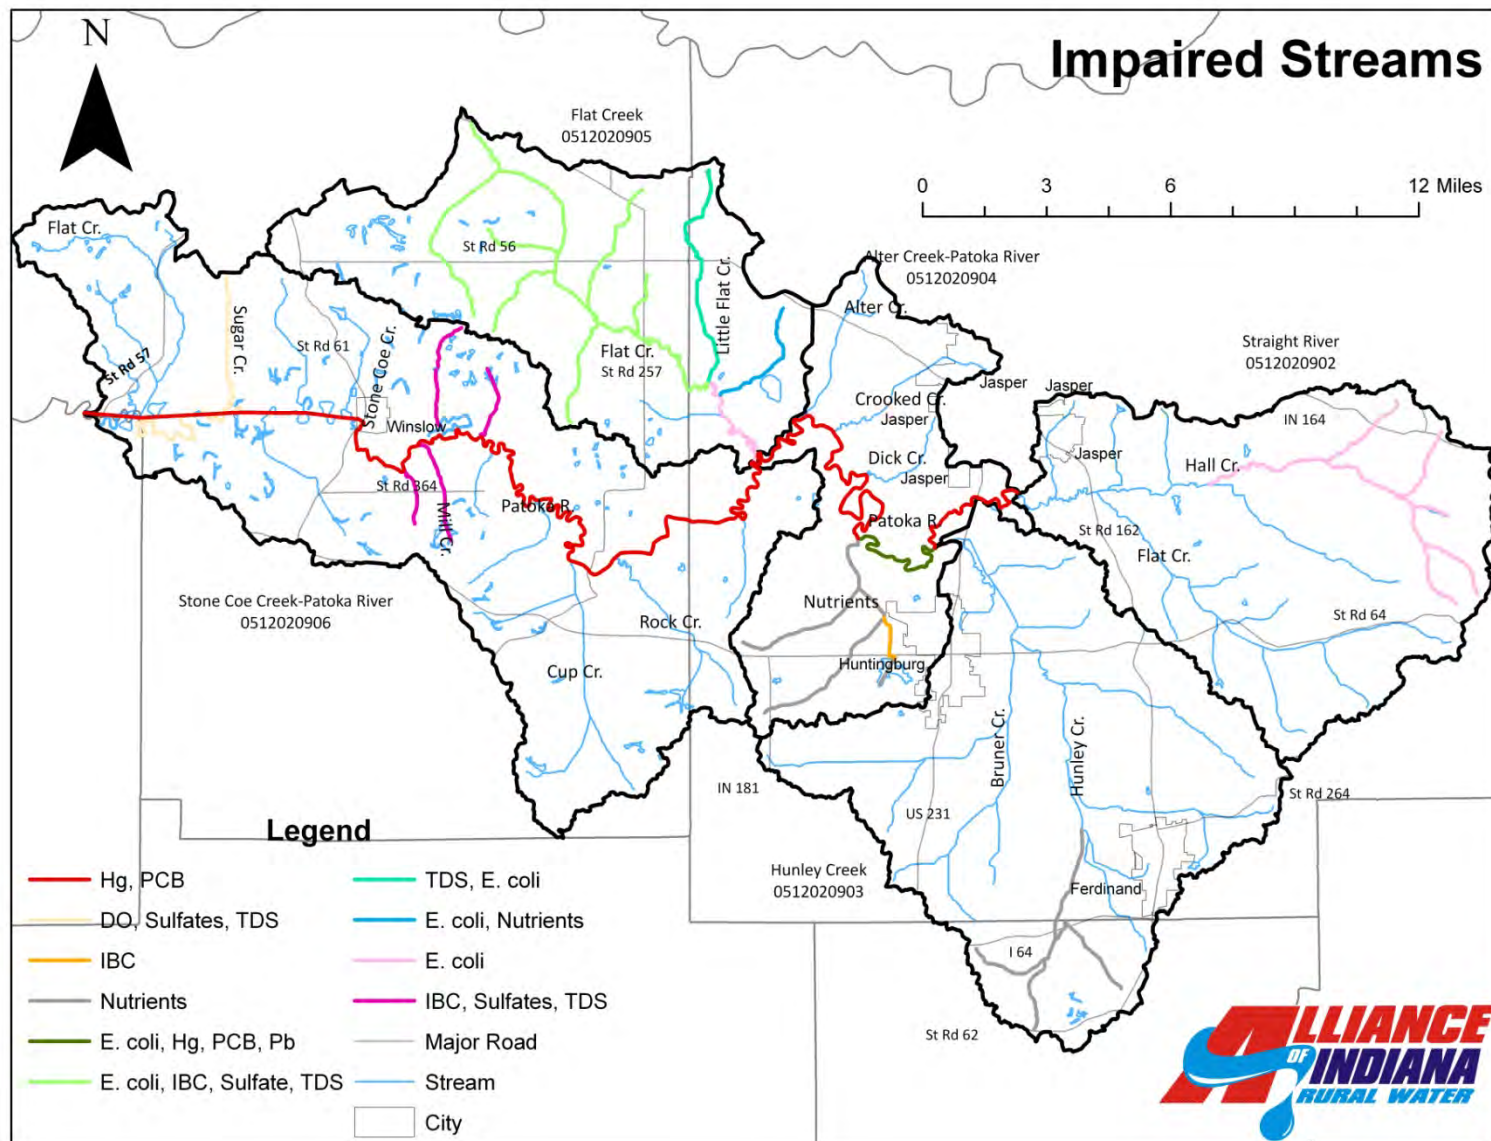 Impaired Streams
N
Flat Creek
0512020905
0 3 6 12 Miles
Flat Cr.
St Rd 56
Alter Creek-Patoka River
0512020904
Little Flat Cr.
Alter Cr.
Sugar Cr.
St Rd 61
Stone Coe Cr.
St Rd 57
Flat Cr.
St Rd 257
Straight River
0512020902
Jasper
Jasper
Crooked Cr.
Jasper
IN 164
Winslow
Dick Cr.
Jasper
Jasper
Hall Cr.
St Rd 364
Mill Cr.
Patoka R.
Patoka R.
St Rd 162
Flat Cr.
Stone Coe Creek-Patoka River
0512020906
Nutrients
Rock Cr.
St Rd 64
Cup Cr.
Huntingburg
Bruner Cr.
Hunley Cr.
IN 181
US 231
St Rd 264
Hunley Creek
0512020903
Ferdinand
I 64
St Rd 62
Legend
Hg, PCB
DO, Sulfates, TDS
IBC
Nutrients
E. coli, Hg, PCB, Pb
E. coli, IBC, Sulfate, TDS
TDS, E. coli
E. coli, Nutrients
E. coli
IBC, Sulfates, TDS
Major Road
Stream
City
ALLIANCE
OF INDIANA
RURAL WATER